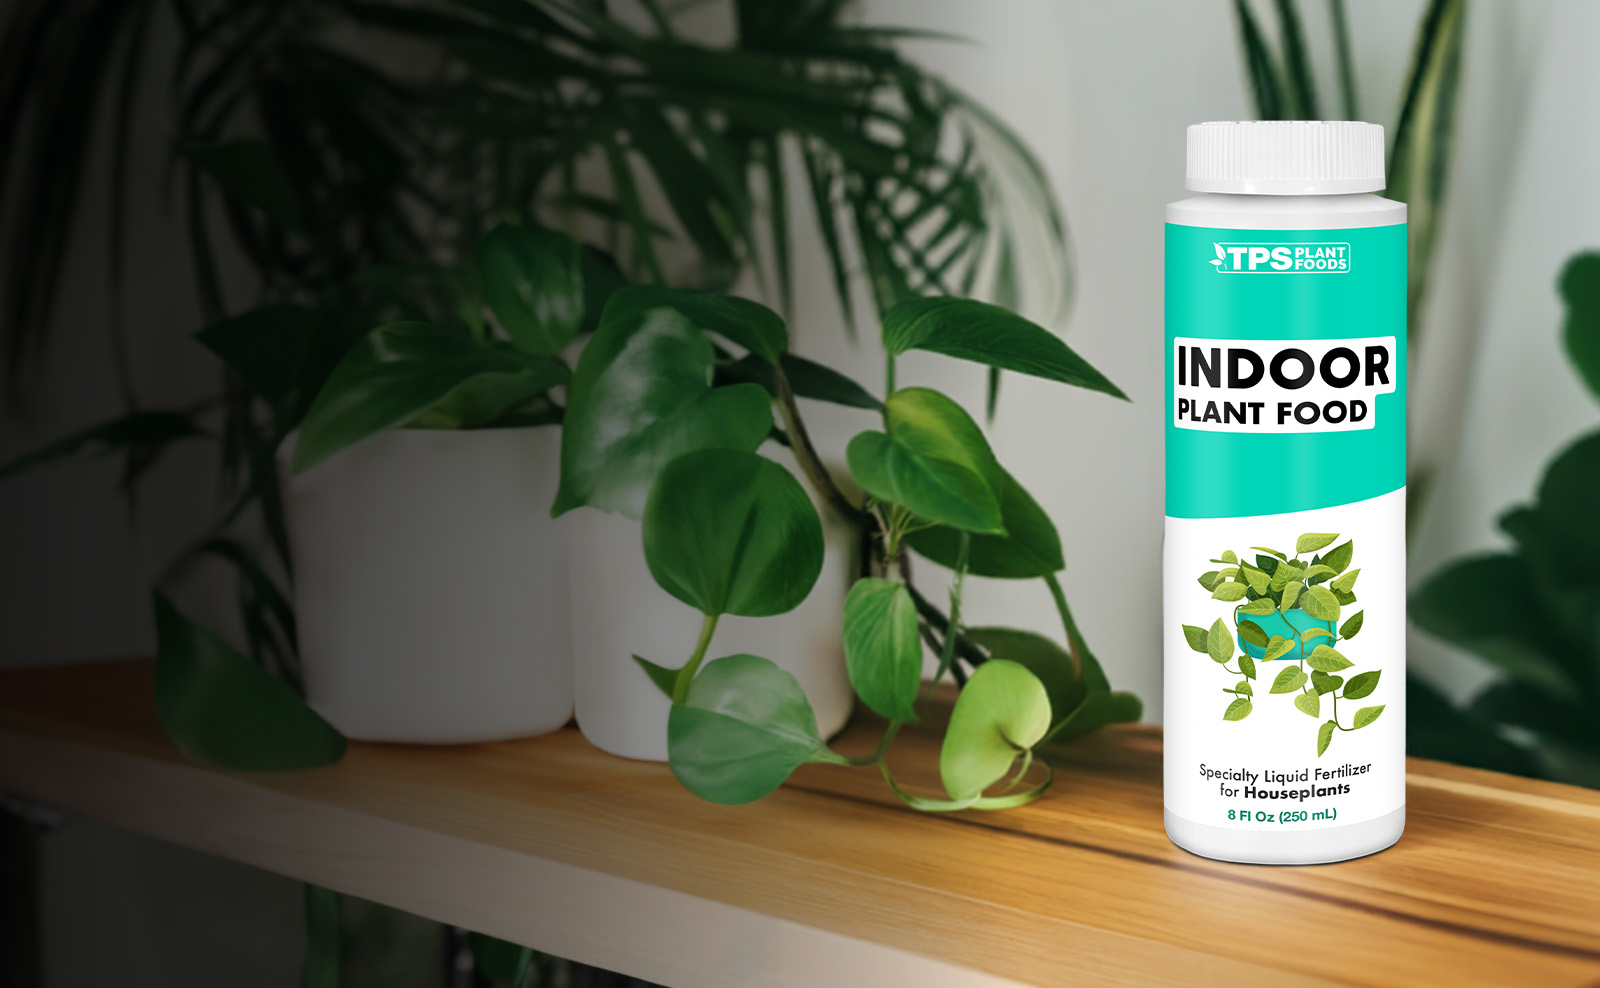 TPS PLANT FOODS
INDOOR
PLANT FOOD
Specialty Liquid Fertilizer
for Houseplants
8 Fl Oz (250 mL)